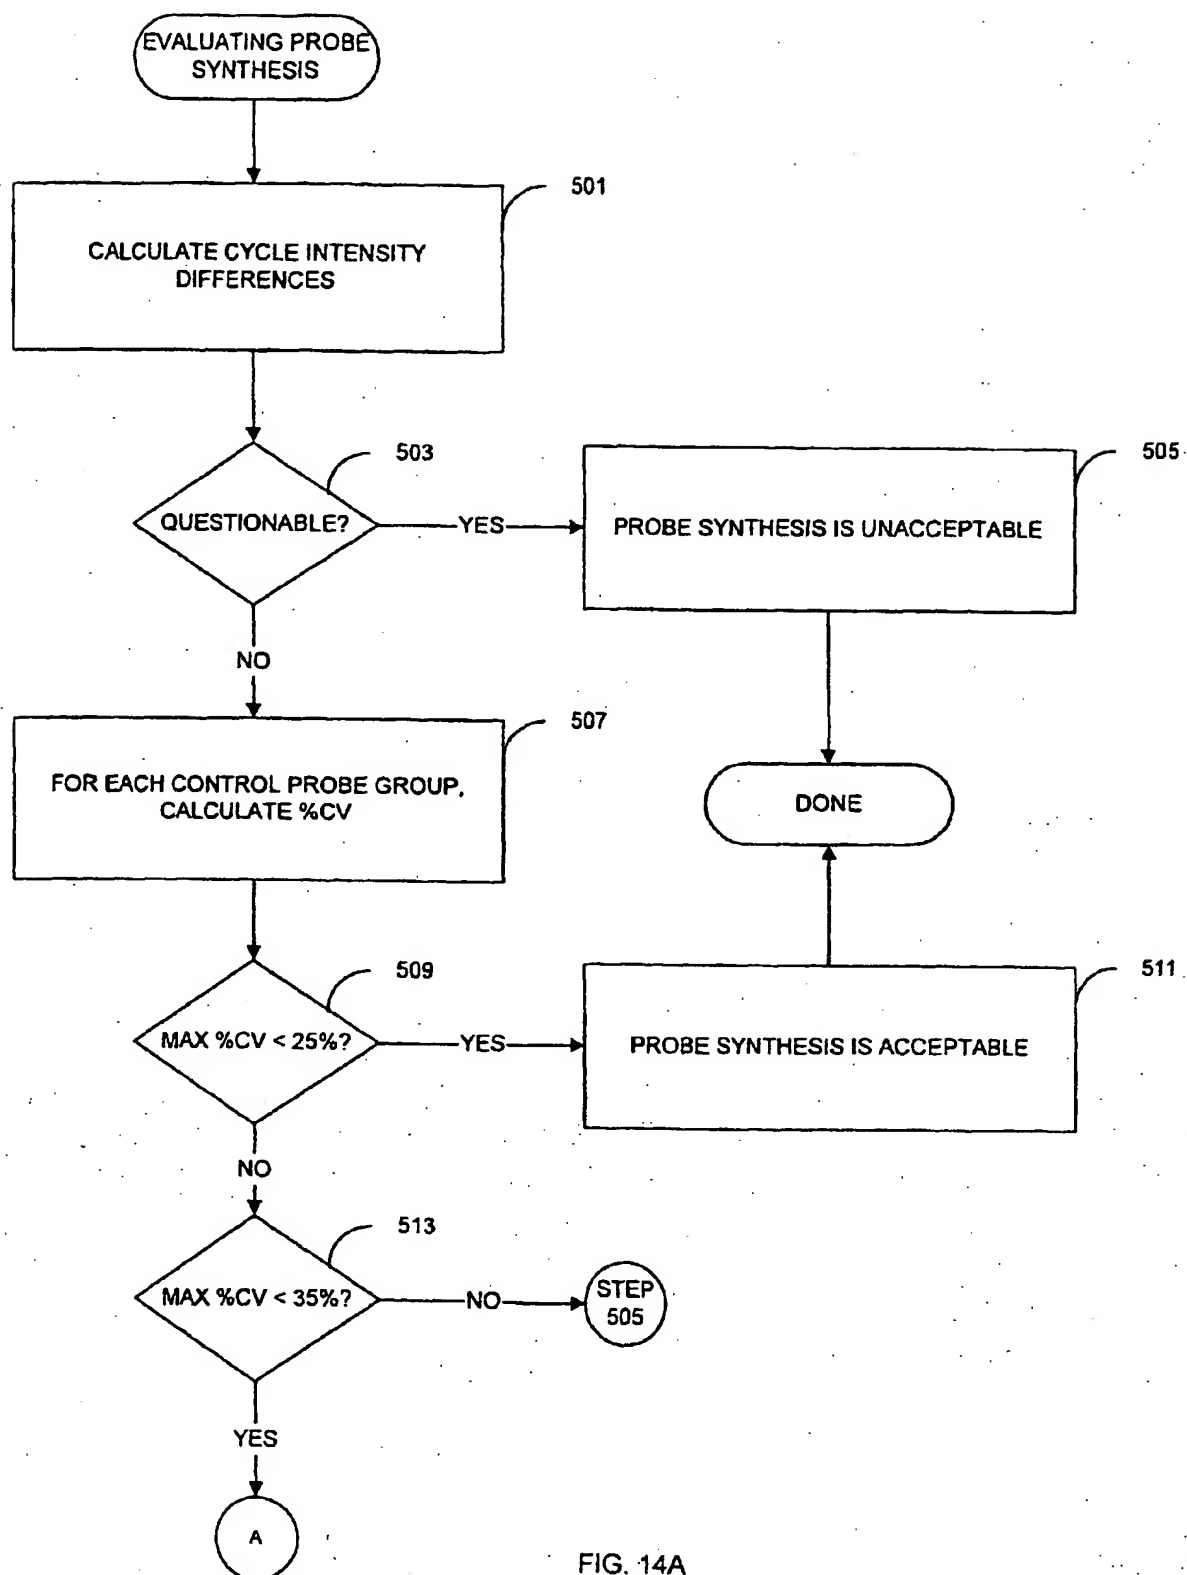 EVALUATING PROBE
SYNTHESIS
501
CALCULATE CYCLE INTENSITY
DIFFERENCES
503
QUESTIONABLE?
YES
505
PROBE SYNTHESIS IS UNACCEPTABLE
NO
507
FOR EACH CONTROL PROBE GROUP,
CALCULATE %CV
DONE
509
MAX %CV < 25%?
YES
511
PROBE SYNTHESIS IS ACCEPTABLE
NO
513
MAX %CV < 35%?
NO
STEP
505
YES
A
FIG. 14A